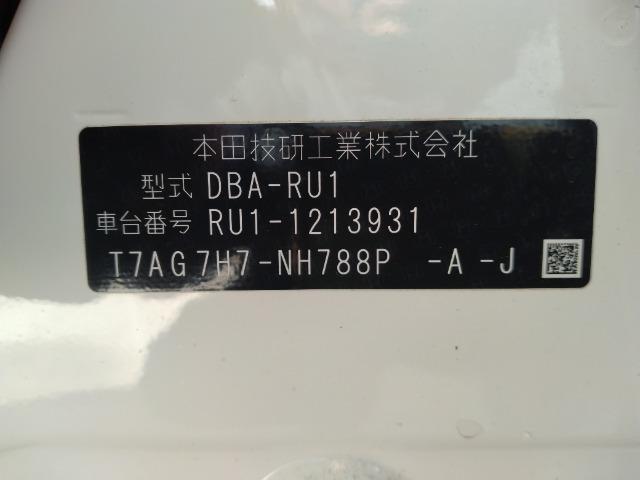 本田技研工業株式会社
型式 DBA-RU1
車台番号 RU1-1213931
T7AG7H7-NH788P -A -J